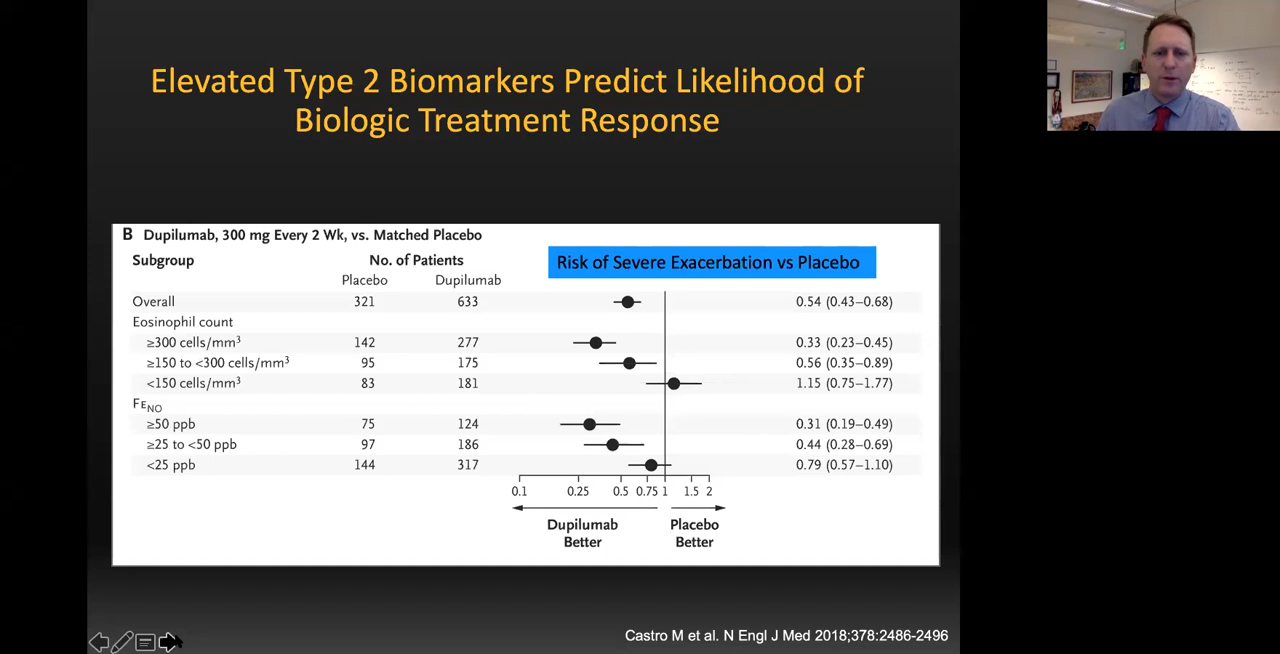 Elevated Type 2 Biomarkers Predict Likelihood of
Biologic Treatment Response
B Dupilumab, 300 mg Every 2 Wk, vs. Matched Placebo
Subgroup No. of Patients Risk of Severe Exacerbation vs Placebo
Placebo Dupilumab
Overall 321 633 0.54 (0.43–0.68)
Eosinophil count
≥300 cells/mm³ 142 277 0.33 (0.23–0.45)
≥150 to <300 cells/mm³ 95 175 0.56 (0.35–0.89)
<150 cells/mm³ 83 181 1.15 (0.75–1.77)
FENO
≥50 ppb 75 124 0.31 (0.19–0.49)
≥25 to <50 ppb 97 186 0.44 (0.28–0.69)
<25 ppb 144 317 0.79 (0.57–1.10)
0.1 0.25 0.5 0.75 1 1.5 2
Dupilumab Placebo
Better Better
Castro M et al. N Engl J Med 2018;378:2486-2496